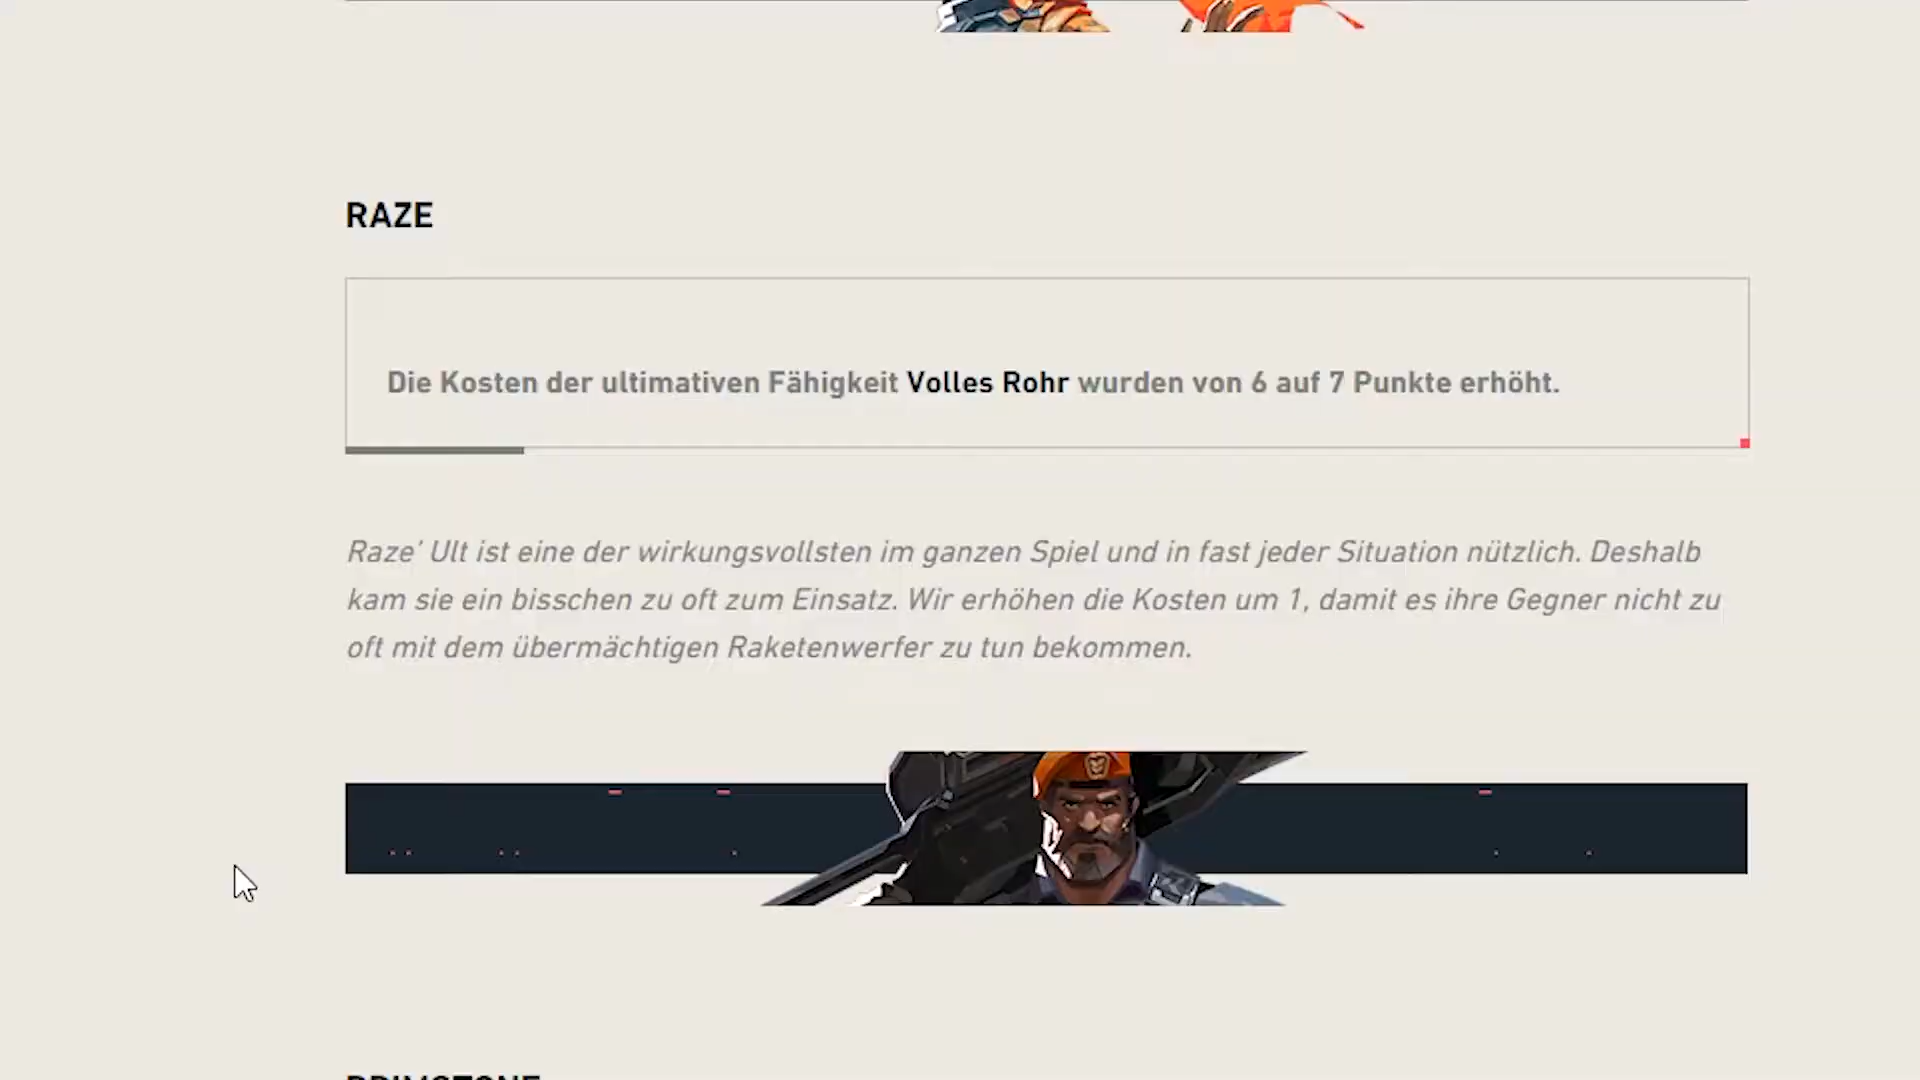 RAZE
Die Kosten der ultimativen Fähigkeit Volles Rohr wurden von 6 auf 7 Punkte erhöht.
Raze' Ult ist eine der wirkungsvollsten im ganzen Spiel und in fast jeder Situation nützlich. Deshalb
kam sie ein bisschen zu oft zum Einsatz. Wir erhöhen die Kosten um 1, damit es ihre Gegner nicht zu
oft mit dem übermächtigen Raketenwerfer zu tun bekommen.
BRIMSTONE